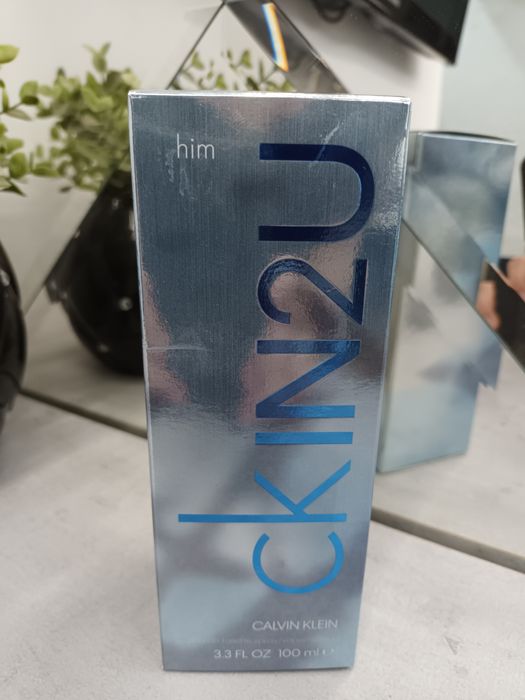 him
ckIN2U
CALVIN KLEIN
3.3 FL OZ 100 ml e